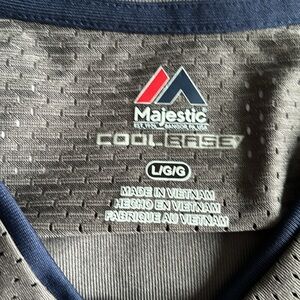 Majestic
COOL BASE
L/G/G
MADE IN VIETNAM
HECHO EN VIETNAM
FABRIQUE AU VIETNAM